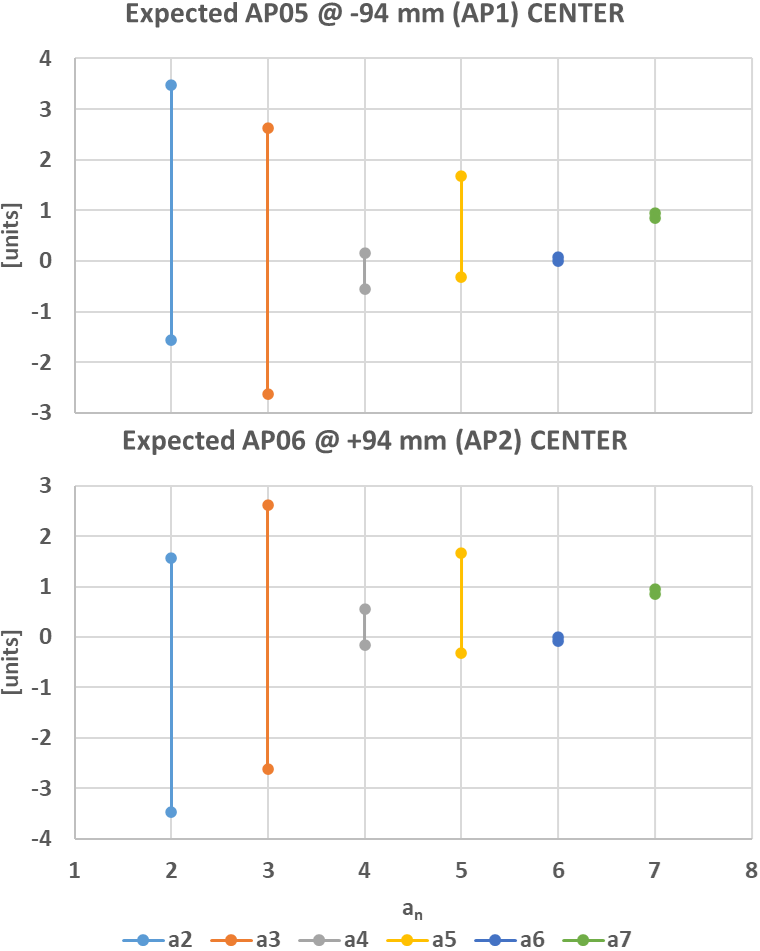 Expected AP05 @ -94 mm (AP1) CENTER
4
3
2
1
0
-1
-2
-3
[units]
Expected AP06 @ +94 mm (AP2) CENTER
3
2
1
0
-1
-2
-3
-4
[units]
1 2 3 4 5 6 7 8
an
a2 a3 a4 a5 a6 a7